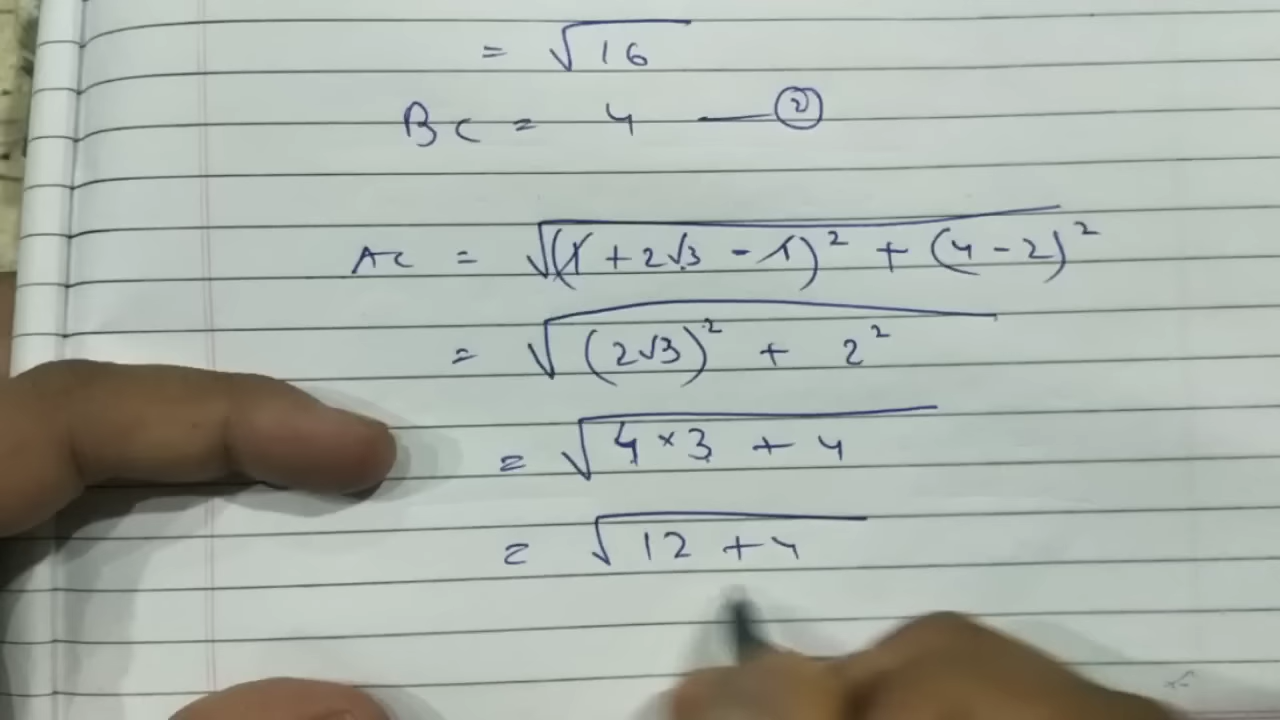 = √16
BC = 4 —— ②
AC = √(1 + 2√3 - 1)² + (4 - 2)²
= √(2√3)² + 2²
= √4 × 3 + 4
= √12 + 4